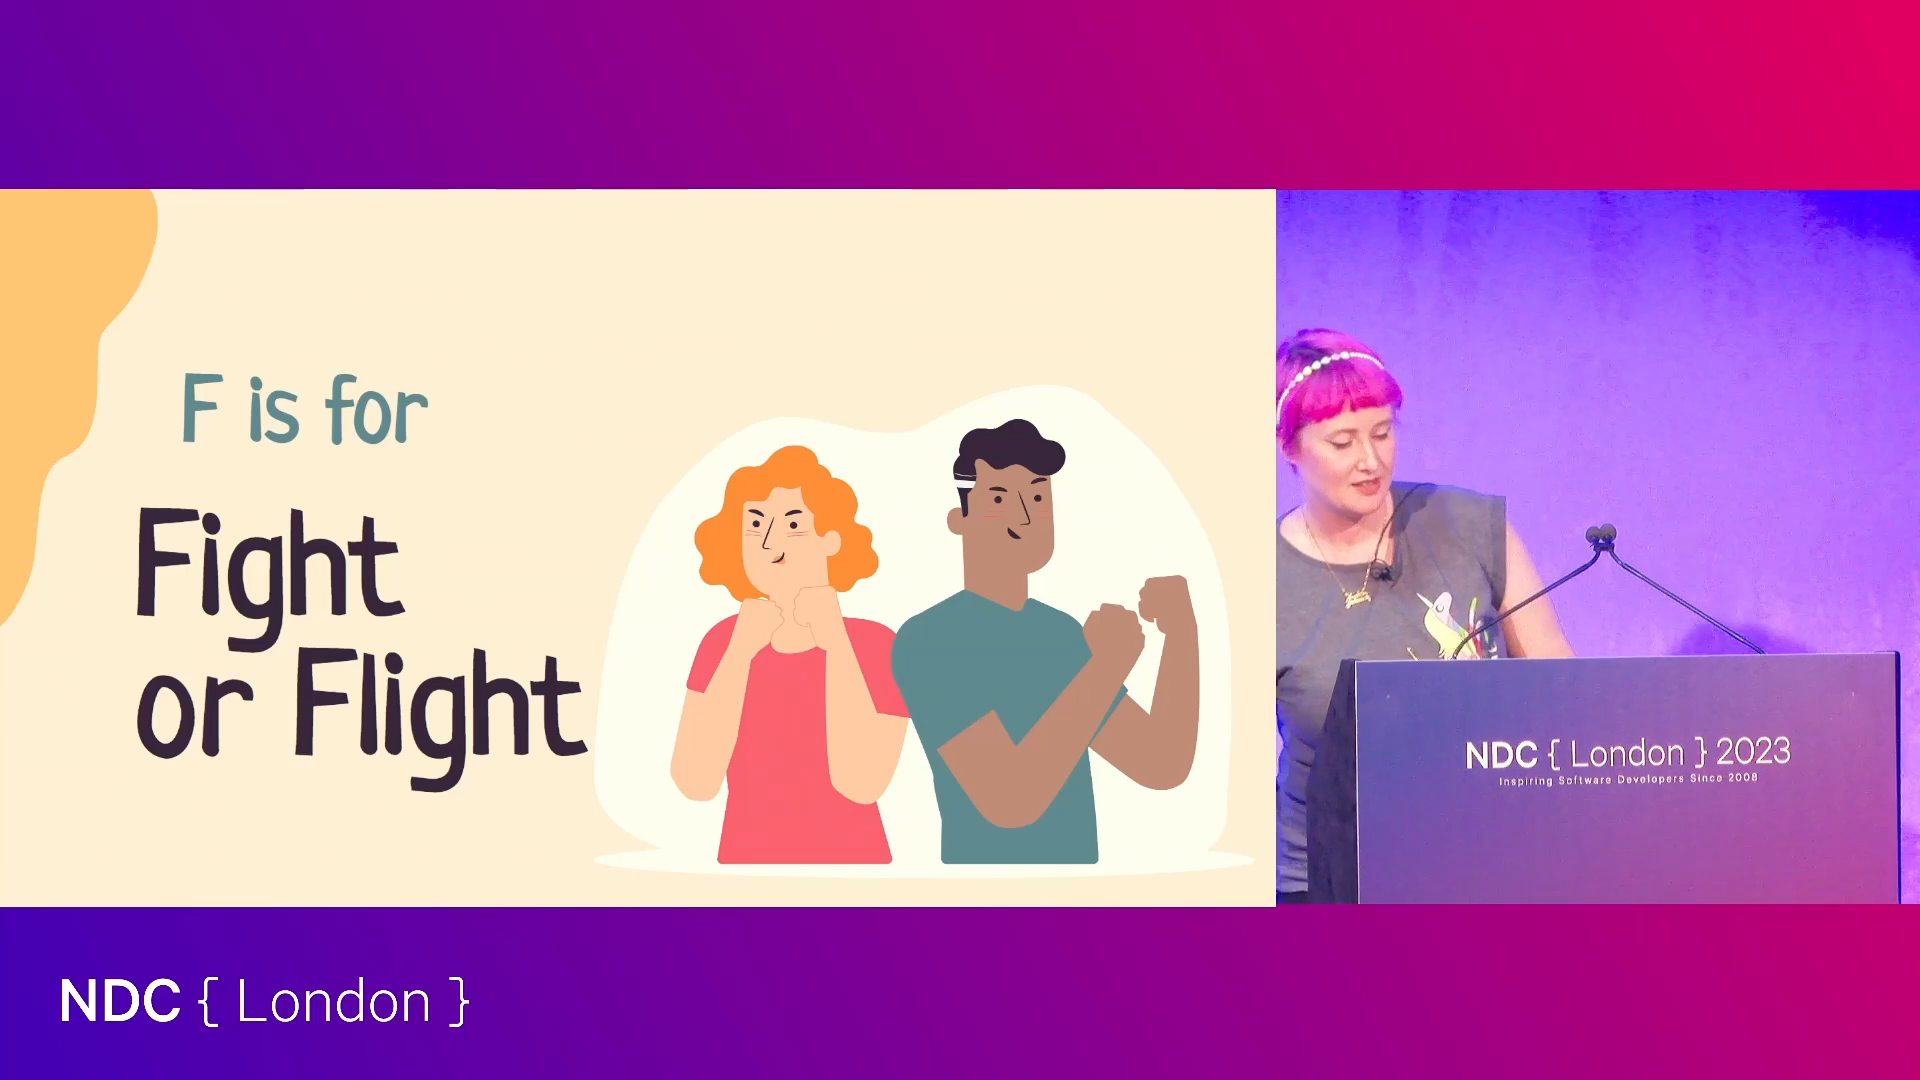 F is for
Fight
or Flight
NDC { London } 2023
Inspiring Software Developers Since 2008
NDC { London }